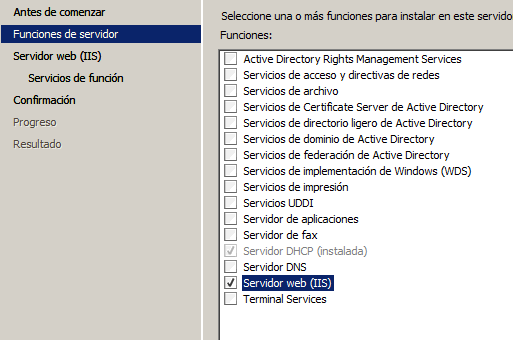 Antes de comenzar
Funciones de servidor
Servidor web (IIS)
Servicios de función
Confirmación
Progreso
Resultado
Seleccione una o más funciones para instalar en este servido
Funciones:
Active Directory Rights Management Services
Servicios de acceso y directivas de redes
Servicios de archivo
Servicios de Certificate Server de Active Directory
Servicios de directorio ligero de Active Directory
Servicios de dominio de Active Directory
Servicios de federación de Active Directory
Servicios de implementación de Windows (WDS)
Servicios de impresión
Servicios UDDI
Servidor de aplicaciones
Servidor de fax
Servidor DHCP (instalada)
Servidor DNS
Servidor web (IIS)
Terminal Services